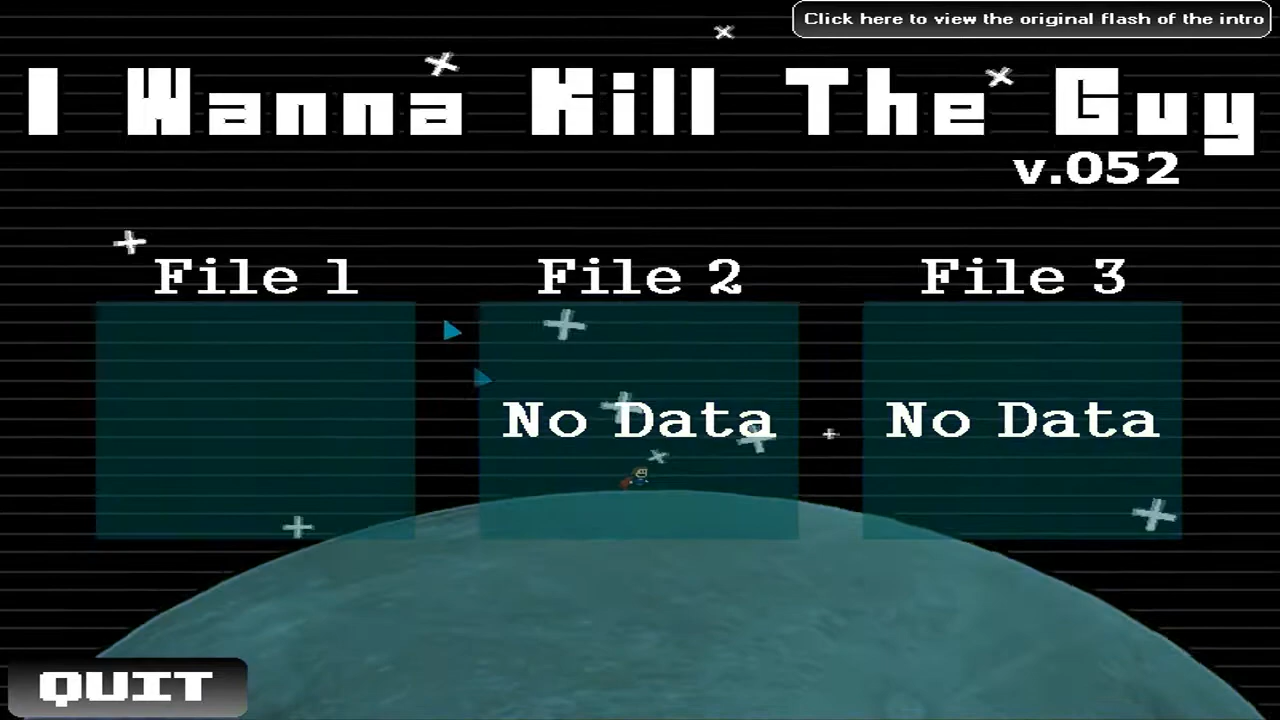 Click here to view the original flash of the intro
I Wanna Kill The Guy
v.052
File 1 File 2 File 3
No Data No Data
QUIT